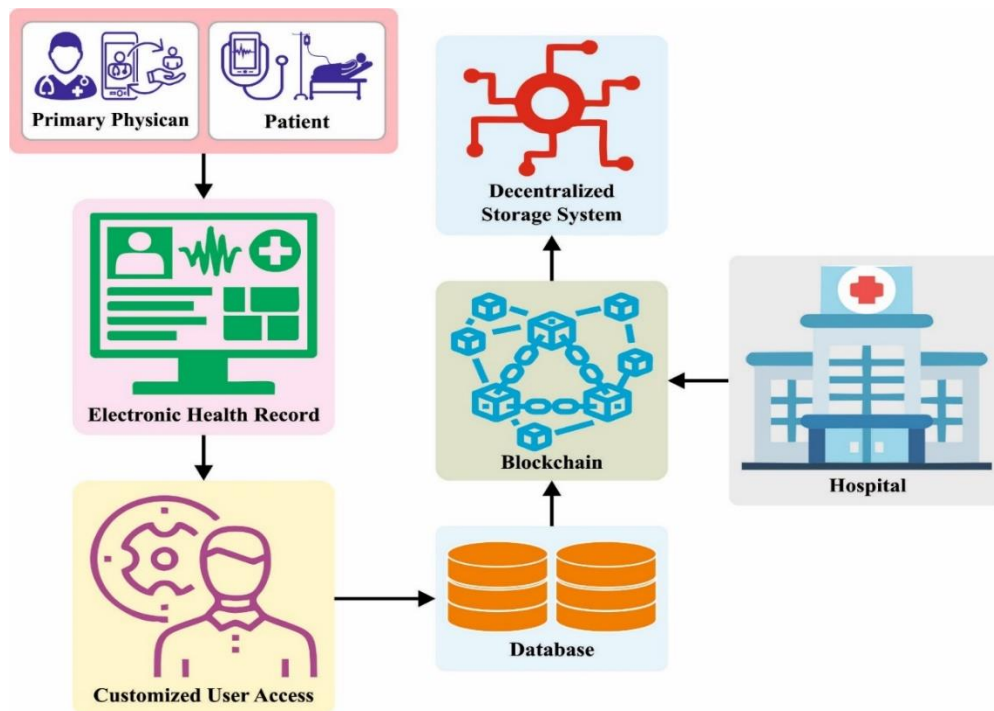 Primary Physican
Patient
Electronic Health Record
Customized User Access
Decentralized
Storage System
Blockchain
Database
Hospital